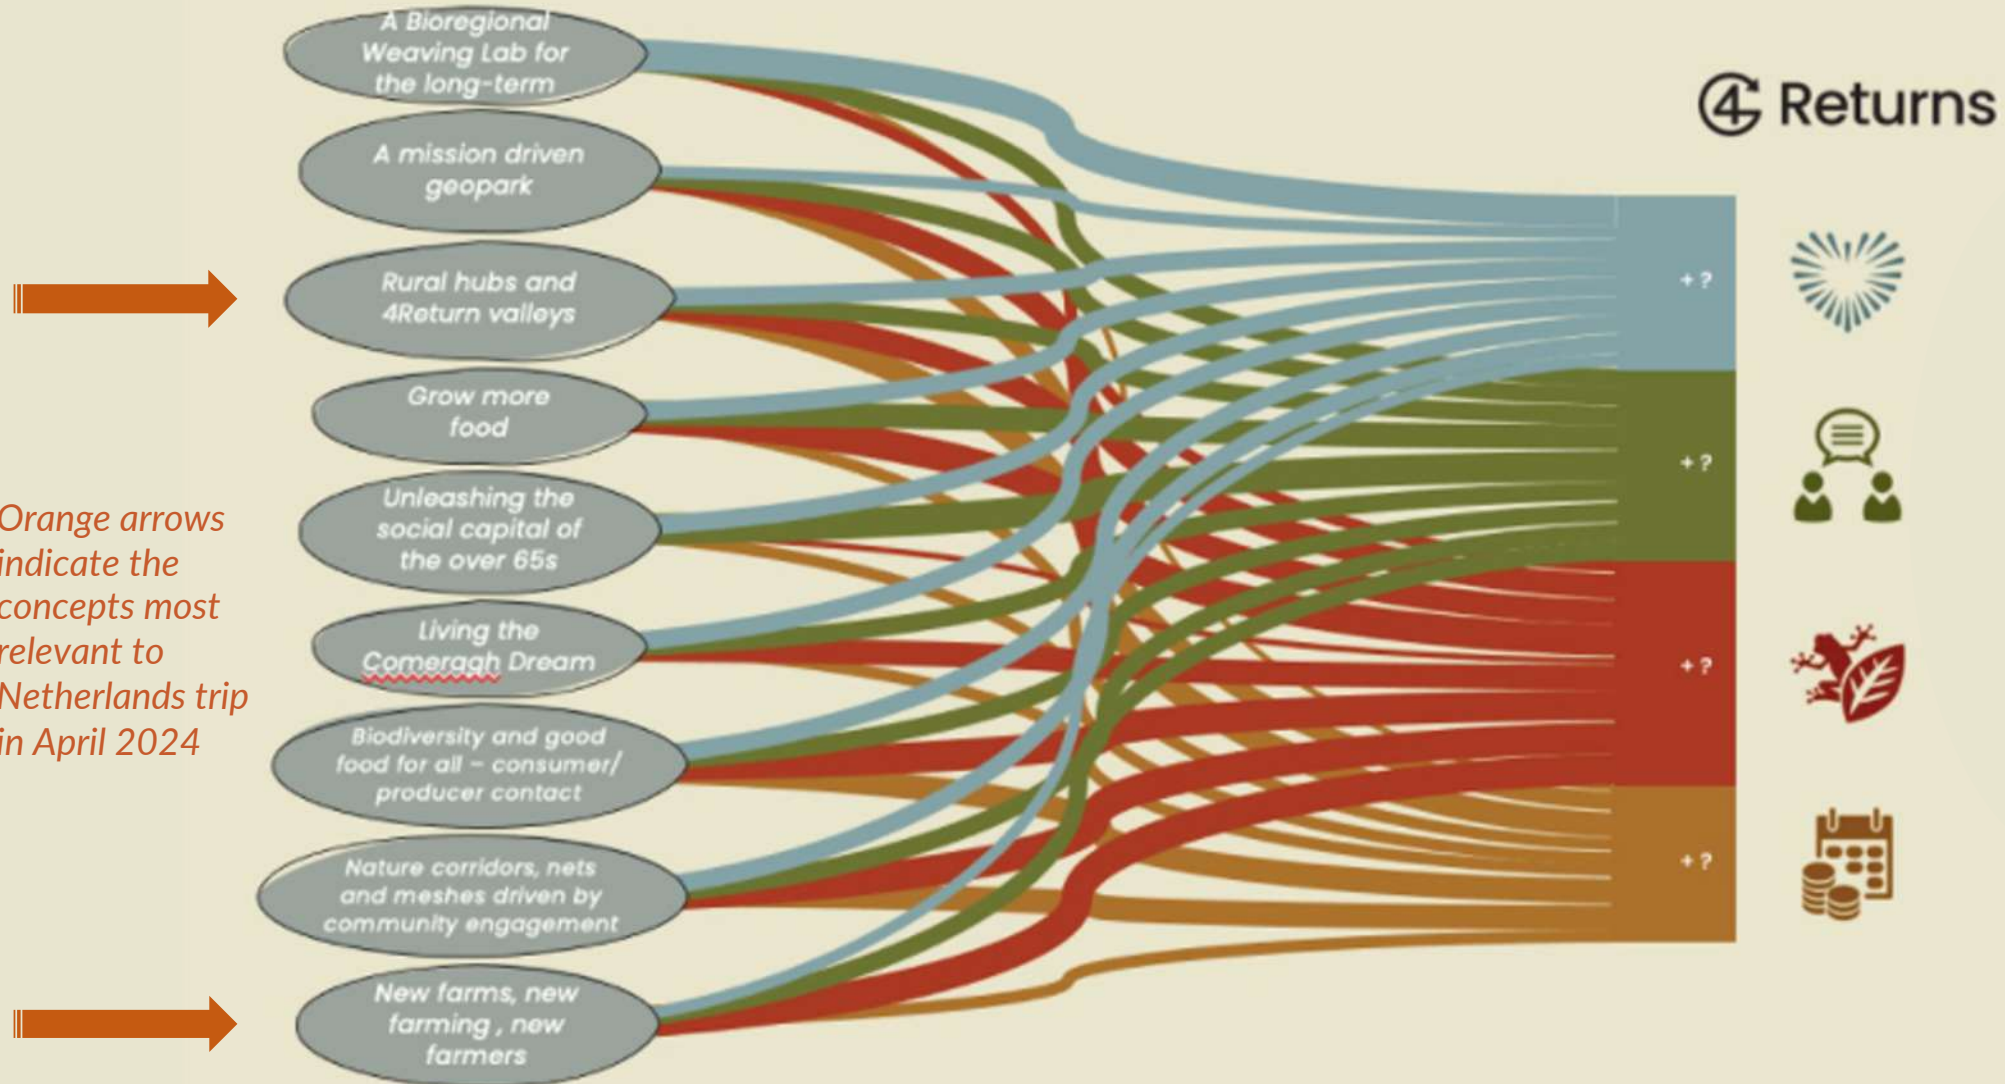 A Bioregional
Weaving Lab for
the long-term
A mission driven
geopark
Rural hubs and
4Return valleys
Grow more
food
Unleashing the
social capital of
the over 65s
Living the
Comeragh Dream
Biodiversity and good
food for all – consumer/
producer contact
Nature corridors, nets
and meshes driven by
community engagement
New farms, new
farming , new
farmers
Orange arrows
indicate the
concepts most
relevant to
Netherlands trip
in April 2024
4 Returns
+ ?
+ ?
+ ?
+ ?